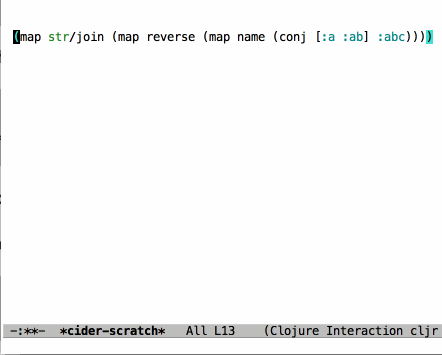 (map str/join (map reverse (map name (conj [:a :ab] :abc))))
-:**-  *cider-scratch*   All L13    (Clojure Interaction cljr